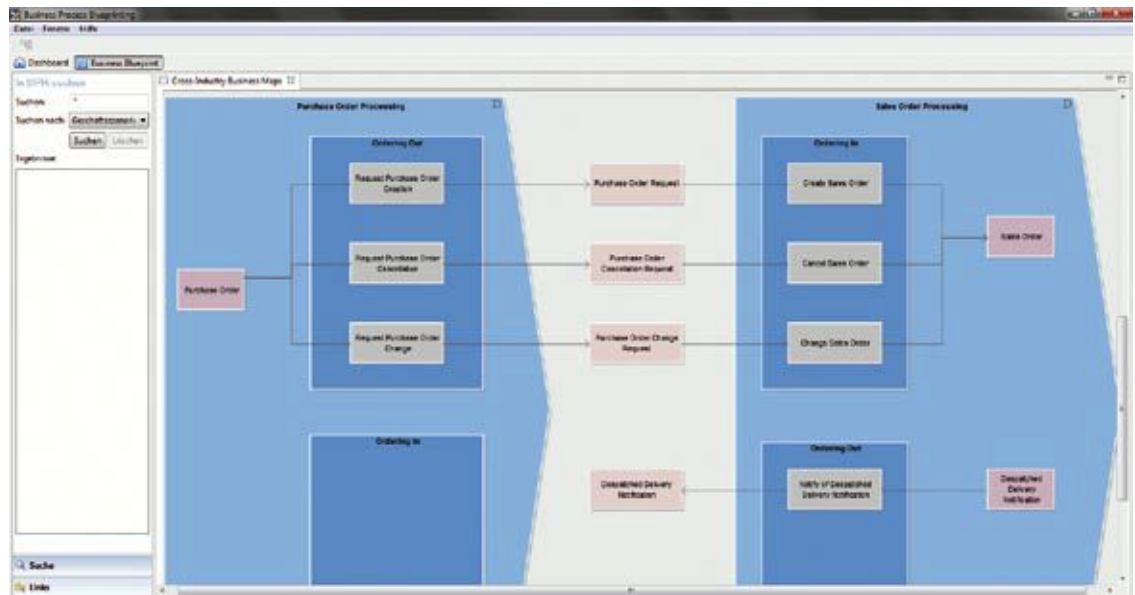 Business Process Blueprinting
Datei Fenster Hilfe
Dashboard
Business Blueprint
Suchen:
*
Suchen nach:
Suchen
Löschen
Suche
Links
Cross-Industry Business Maps
Purchase Order Processing
Ordering Out
Request Purchase Order
Creation
Request Purchase Order
Cancellation
Request Purchase Order
Change
Purchase Order
Ordering In
Purchase Order Request
Purchase Order
Cancellation Request
Purchase Order Change
Request
Despatched Delivery
Notification
Sales Order Processing
Ordering In
Create Sales Order
Cancel Sales Order
Change Sales Order
Sales Order
Ordering Out
Notify of Despatched
Delivery Notification
Despatched
Delivery
Notification